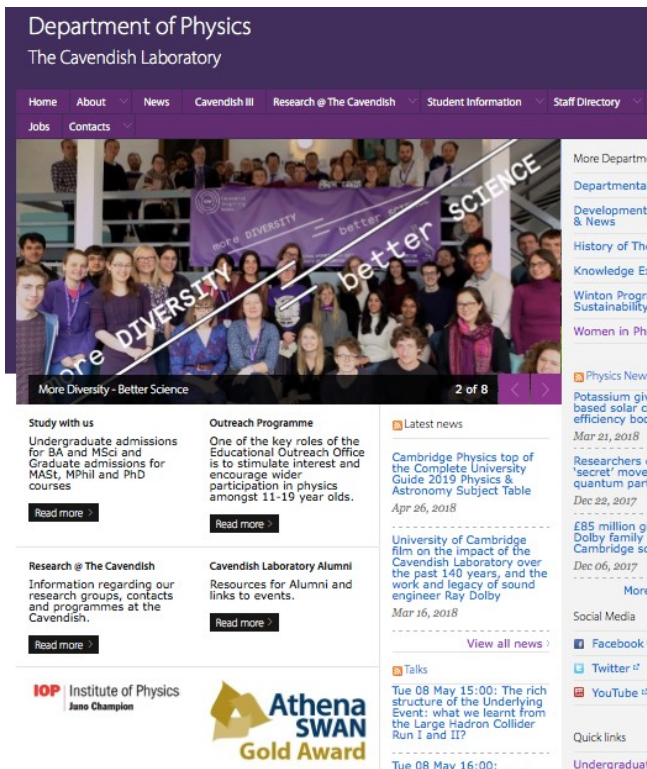 Department of Physics
The Cavendish Laboratory
Home About News Cavendish III Research @ The Cavendish Student Information Staff Directory
Jobs Contacts
more DIVERSITY
better SCIENCE
more DIVERSITY
better SCIENCE
More Diversity - Better Science
2 of 8
Study with us
Undergraduate admissions
for BA and MSci and
Graduate admissions for
MASt, MPhil and PhD
courses
Read more
Outreach Programme
One of the key roles of the
Educational Outreach Office
is to stimulate interest and
encourage wider
participation in physics
amongst 11-19 year olds.
Read more
Research @ The Cavendish
Information regarding our
research groups, contacts
and programmes at the
Cavendish.
Read more
Cavendish Laboratory Alumni
Resources for Alumni and
links to events.
Read more
IOP Institute of Physics
Juno Champion
Athena
SWAN
Gold Award
Latest news
Cambridge Physics top of
the Complete University
Guide 2019 Physics &
Astronomy Subject Table
Apr 26, 2018
University of Cambridge
film on the impact of the
Cavendish Laboratory over
the past 140 years, and the
work and legacy of sound
engineer Ray Dolby
Mar 16, 2018
View all news
Talks
Tue 08 May 15:00: The rich
structure of the Underlying
Event: what we learnt from
the Large Hadron Collider
Run I and II?
Tue 08 May 16:00:
More Departm
Departmenta
Development
& News
History of The
Knowledge Ex
Winton Progr
Sustainability
Women in Ph
Physics New
Potassium giv
based solar c
efficiency boo
Mar 21, 2018
Researchers
'secret' move
quantum part
Dec 22, 2017
£85 million g
Dolby family
Cambridge sc
Dec 06, 2017
More
Social Media
Facebook
Twitter
YouTube
Quick links
Undergraduat